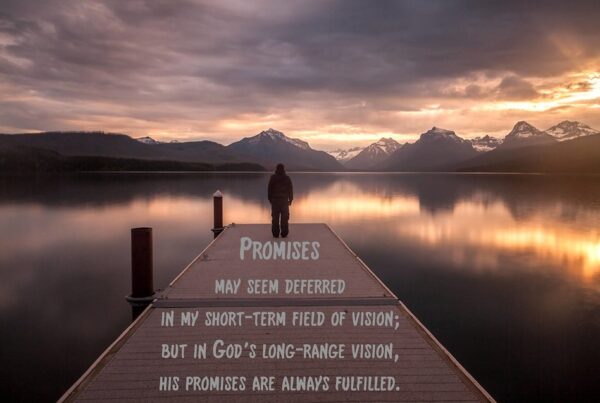 Promises
may seem deferred
in my short-term field of vision;
but in God's long-range vision,
his promises are always fulfilled.